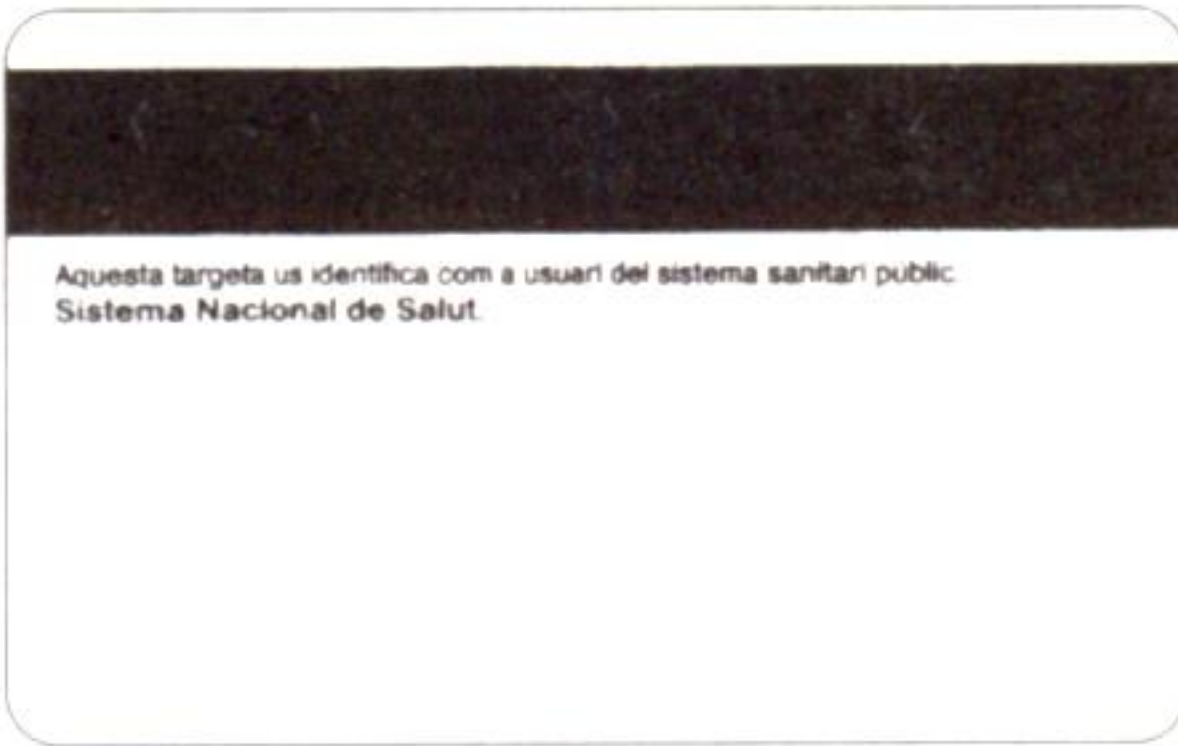 Aquesta targeta us identifica com a usuari del sistema sanitari públic.
Sistema Nacional de Salut.